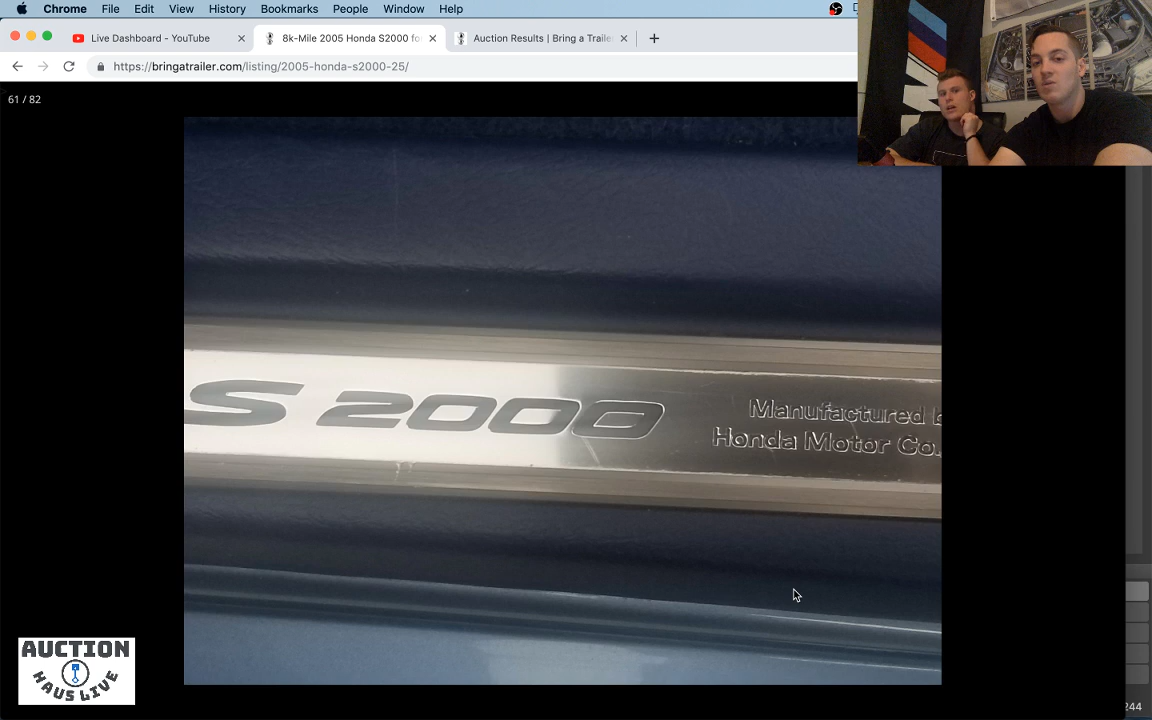 Chrome File Edit View History Bookmarks People Window Help
Live Dashboard - YouTube
8k-Mile 2005 Honda S2000 fo
Auction Results | Bring a Traile
https://bringatrailer.com/listing/2005-honda-s2000-25/
61 / 82
S 2000
Manufactured b
Honda Motor Co.
AUCTION
HAUS LIVE
244